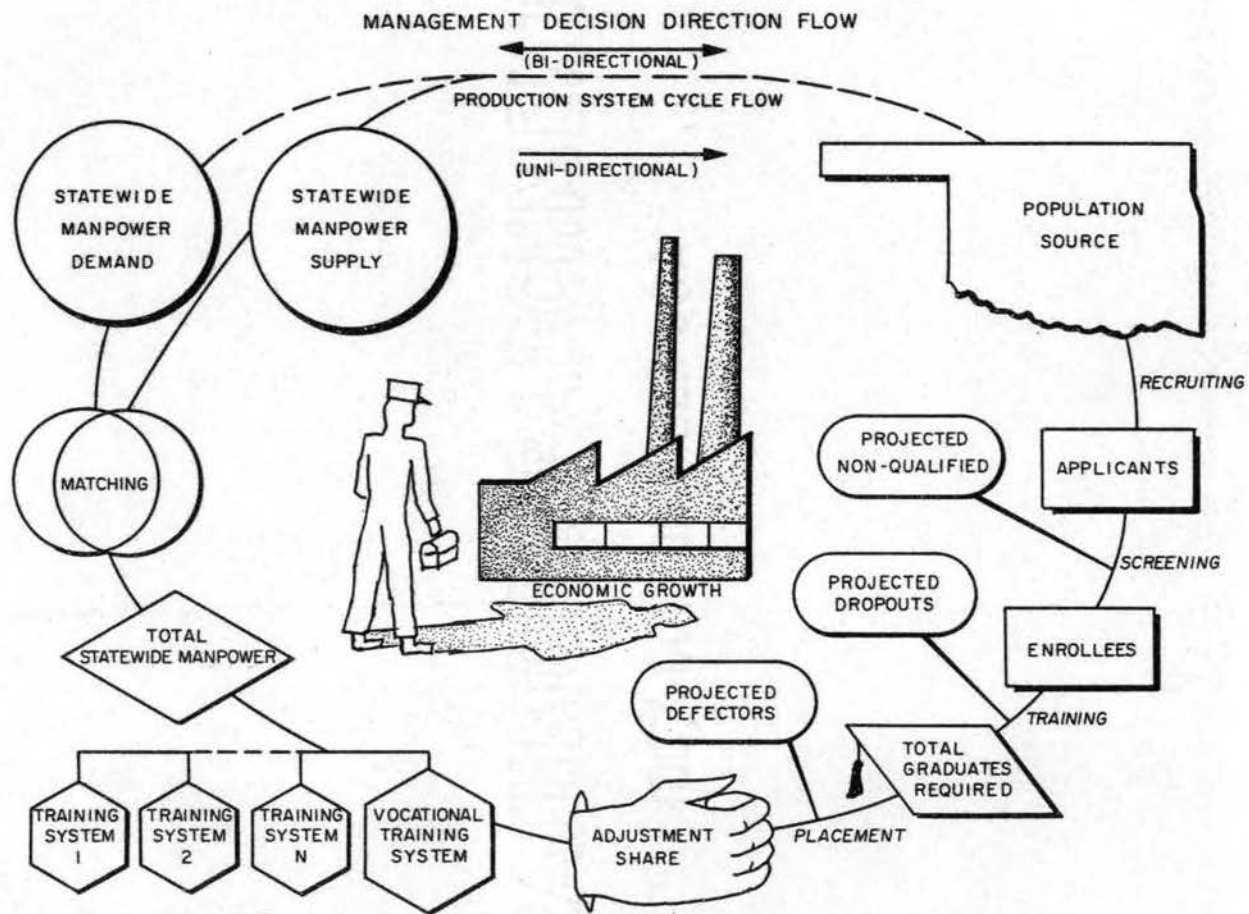 MANAGEMENT DECISION DIRECTION FLOW
(BI-DIRECTIONAL)
PRODUCTION SYSTEM CYCLE FLOW
(UNI-DIRECTIONAL)
STATEWIDE
MANPOWER
DEMAND
STATEWIDE
MANPOWER
SUPPLY
POPULATION
SOURCE
RECRUITING
APPLICANTS
PROJECTED
NON-QUALIFIED
SCREENING
ENROLLEES
PROJECTED
DROPOUTS
TRAINING
TOTAL
GRADUATES
REQUIRED
PROJECTED
DEFECTORS
PLACEMENT
ADJUSTMENT
SHARE
MATCHING
ECONOMIC GROWTH
TOTAL
STATEWIDE MANPOWER
TRAINING
SYSTEM
1
TRAINING
SYSTEM
2
TRAINING
SYSTEM
N
VOCATIONAL
TRAINING
SYSTEM